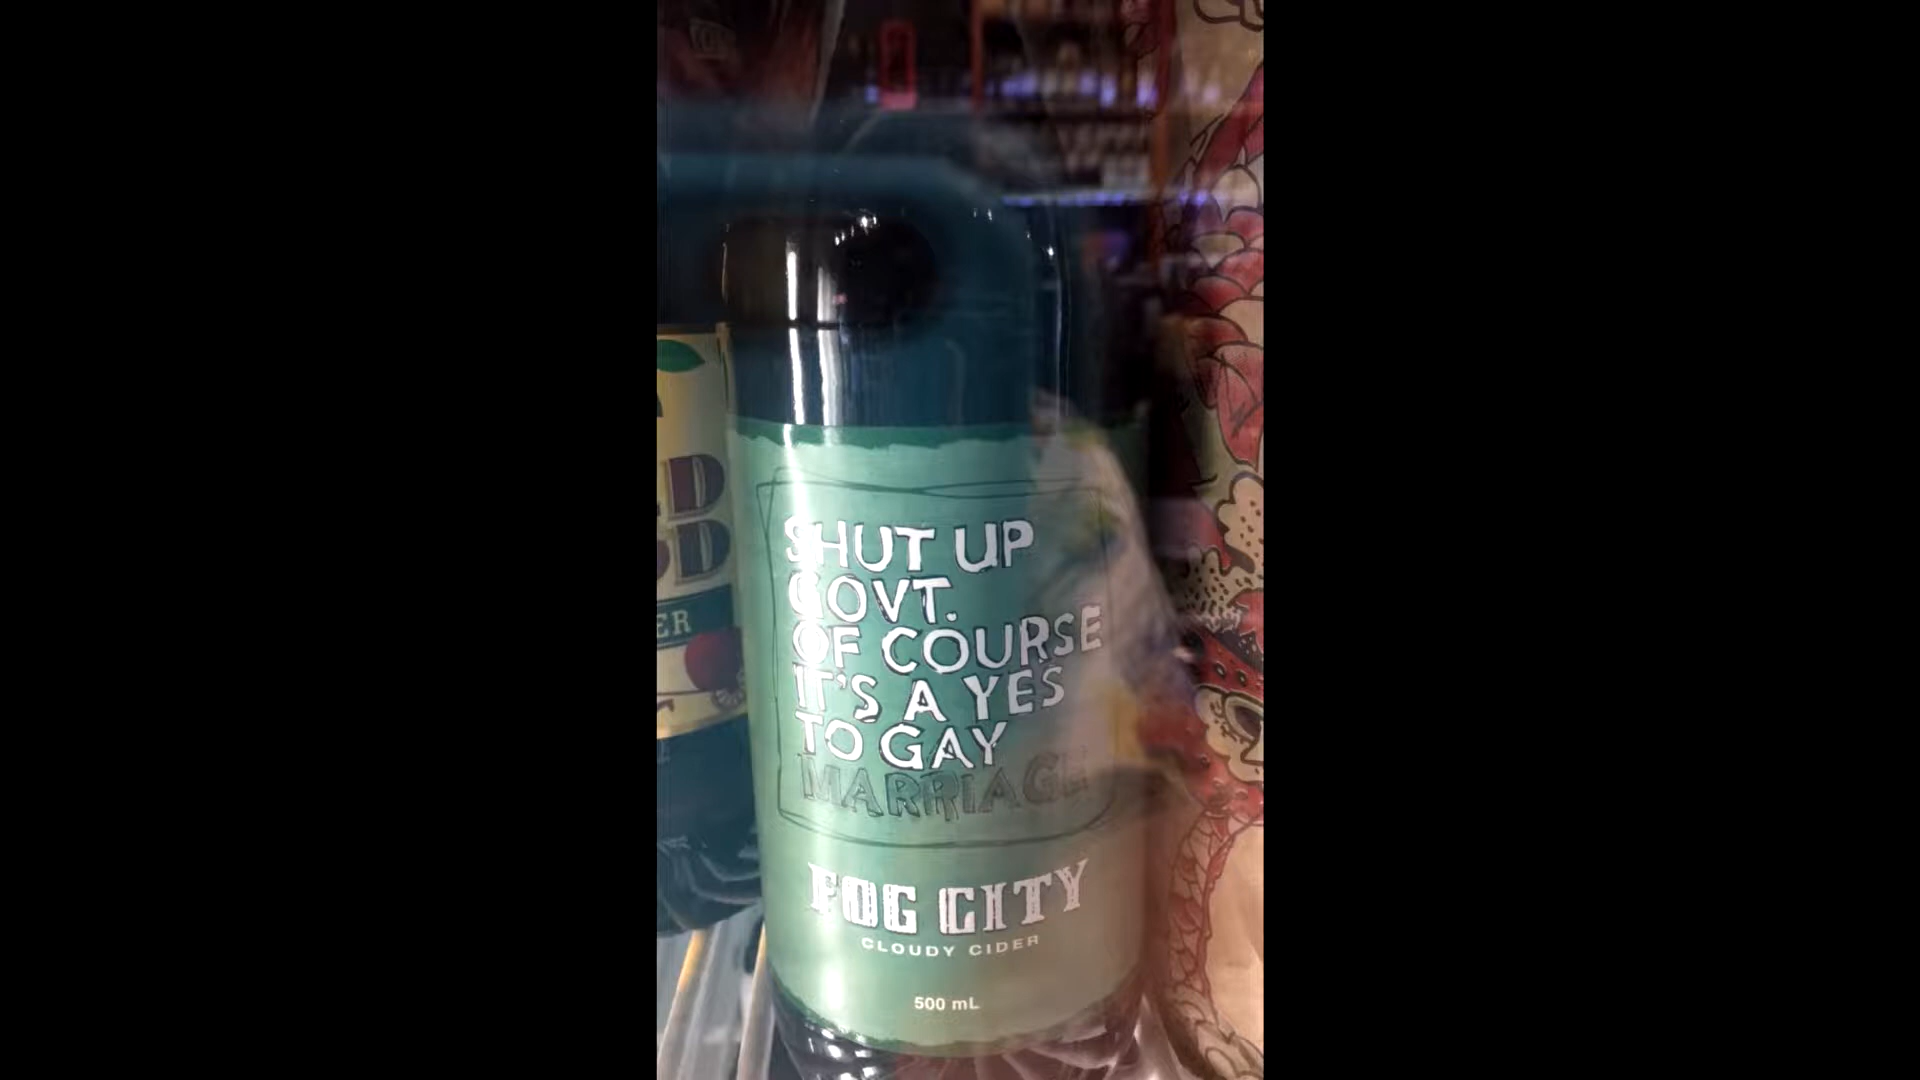 SHUT UP
GOVT.
OF COURSE
IT'S A YES
TO GAY
MARRIAGE
FOG CITY
CLOUDY CIDER
500 mL